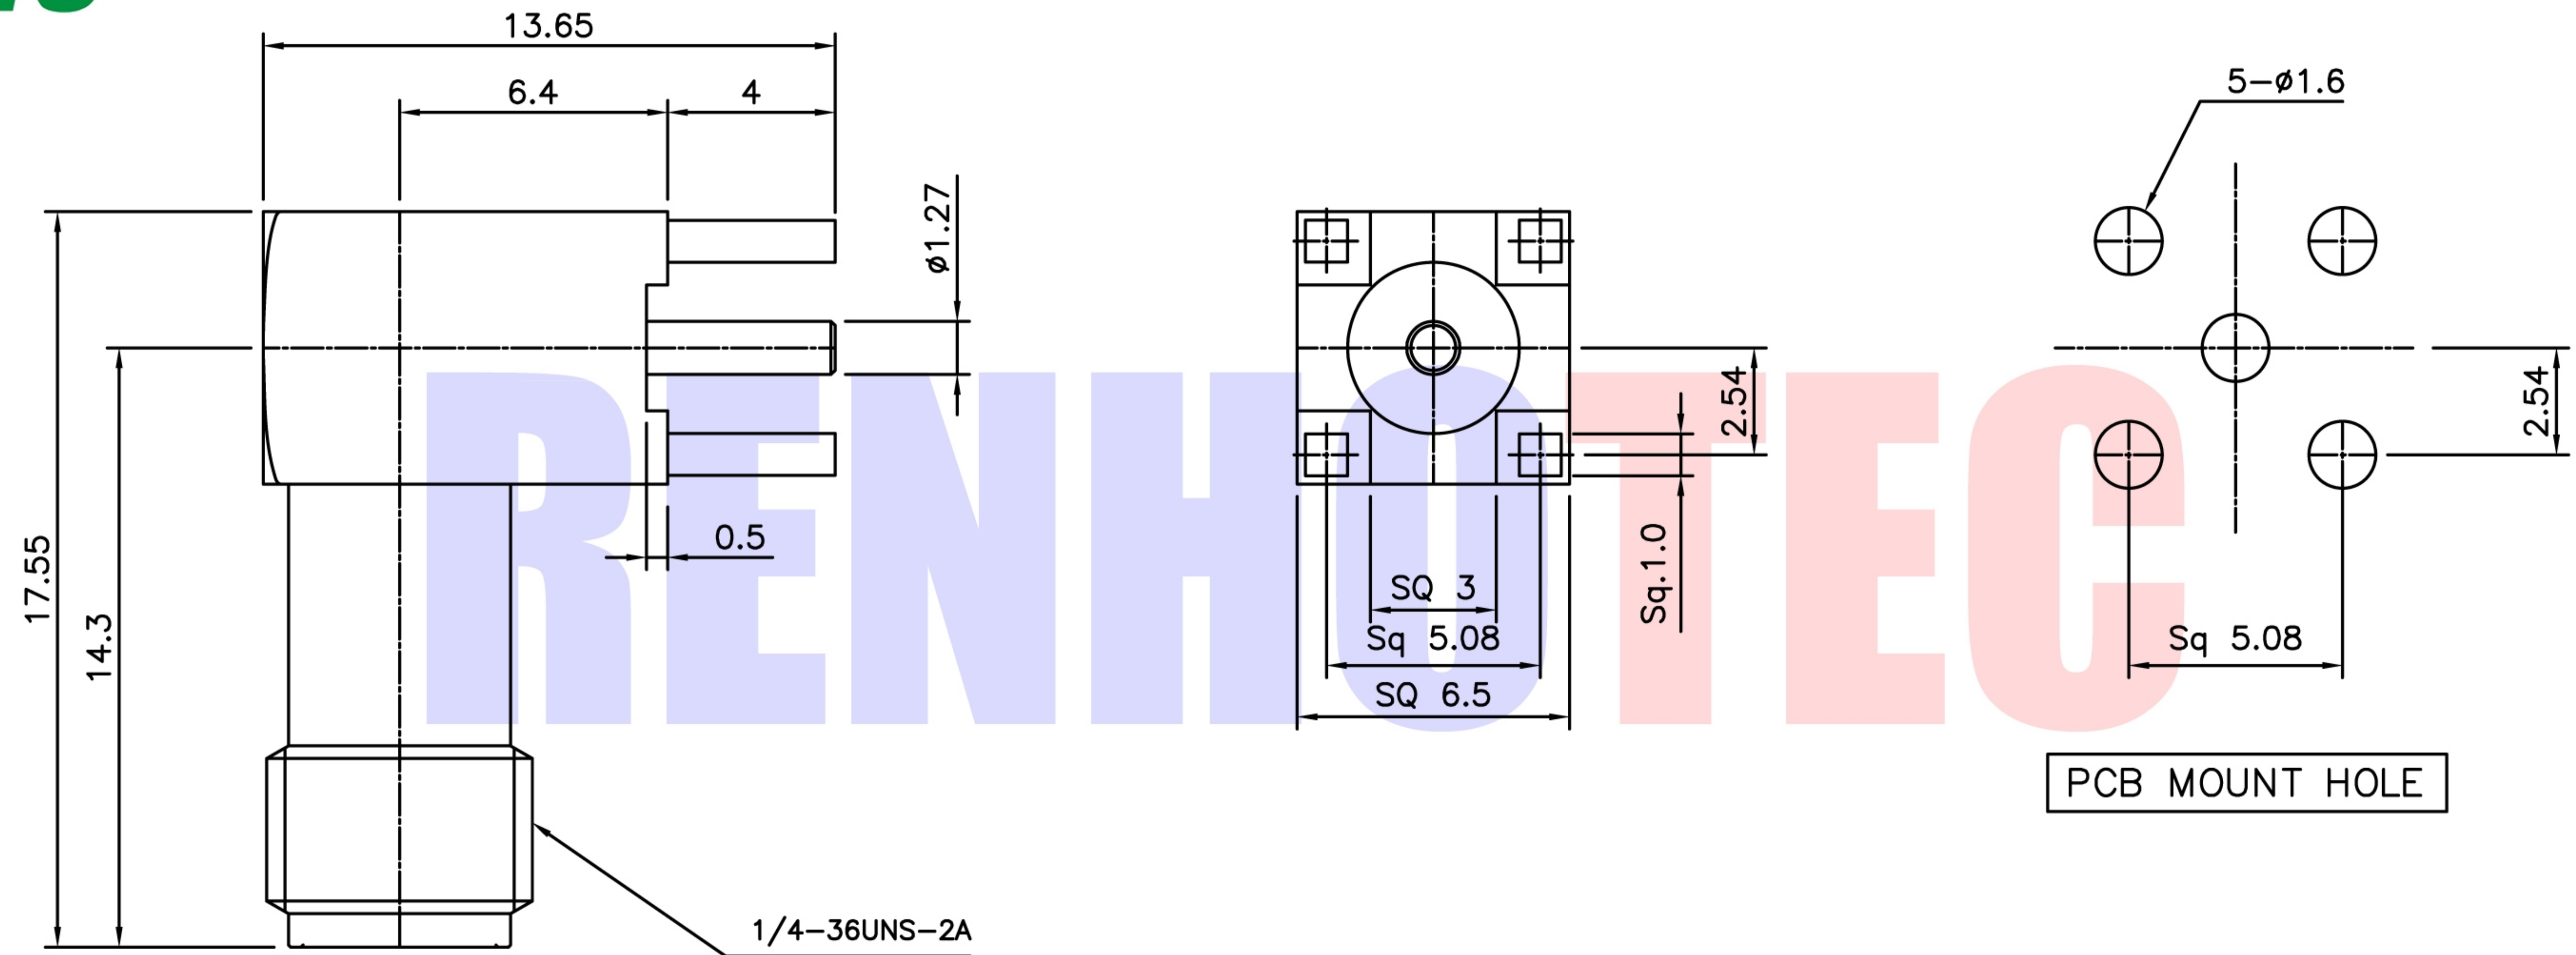 13.65
6.4
4
5-ø1.6
ø1.27
2.54
2.54
RENHOTEC
17.55
14.3
0.5
Sq.1.0
SQ 3
Sq 5.08
SQ 6.5
Sq 5.08
PCB MOUNT HOLE
1/4-36UNS-2A